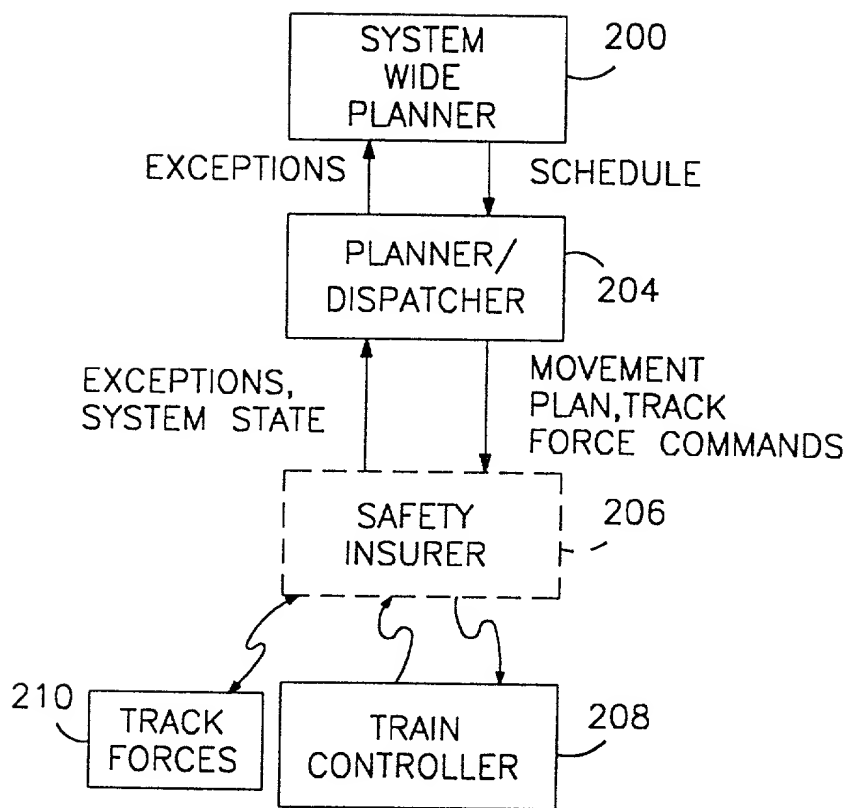 SYSTEM
WIDE
PLANNER
200
EXCEPTIONS
SCHEDULE
PLANNER/
DISPATCHER
204
EXCEPTIONS,
SYSTEM STATE
MOVEMENT
PLAN,TRACK
FORCE COMMANDS
SAFETY
INSURER
206
210
TRACK
FORCES
TRAIN
CONTROLLER
208